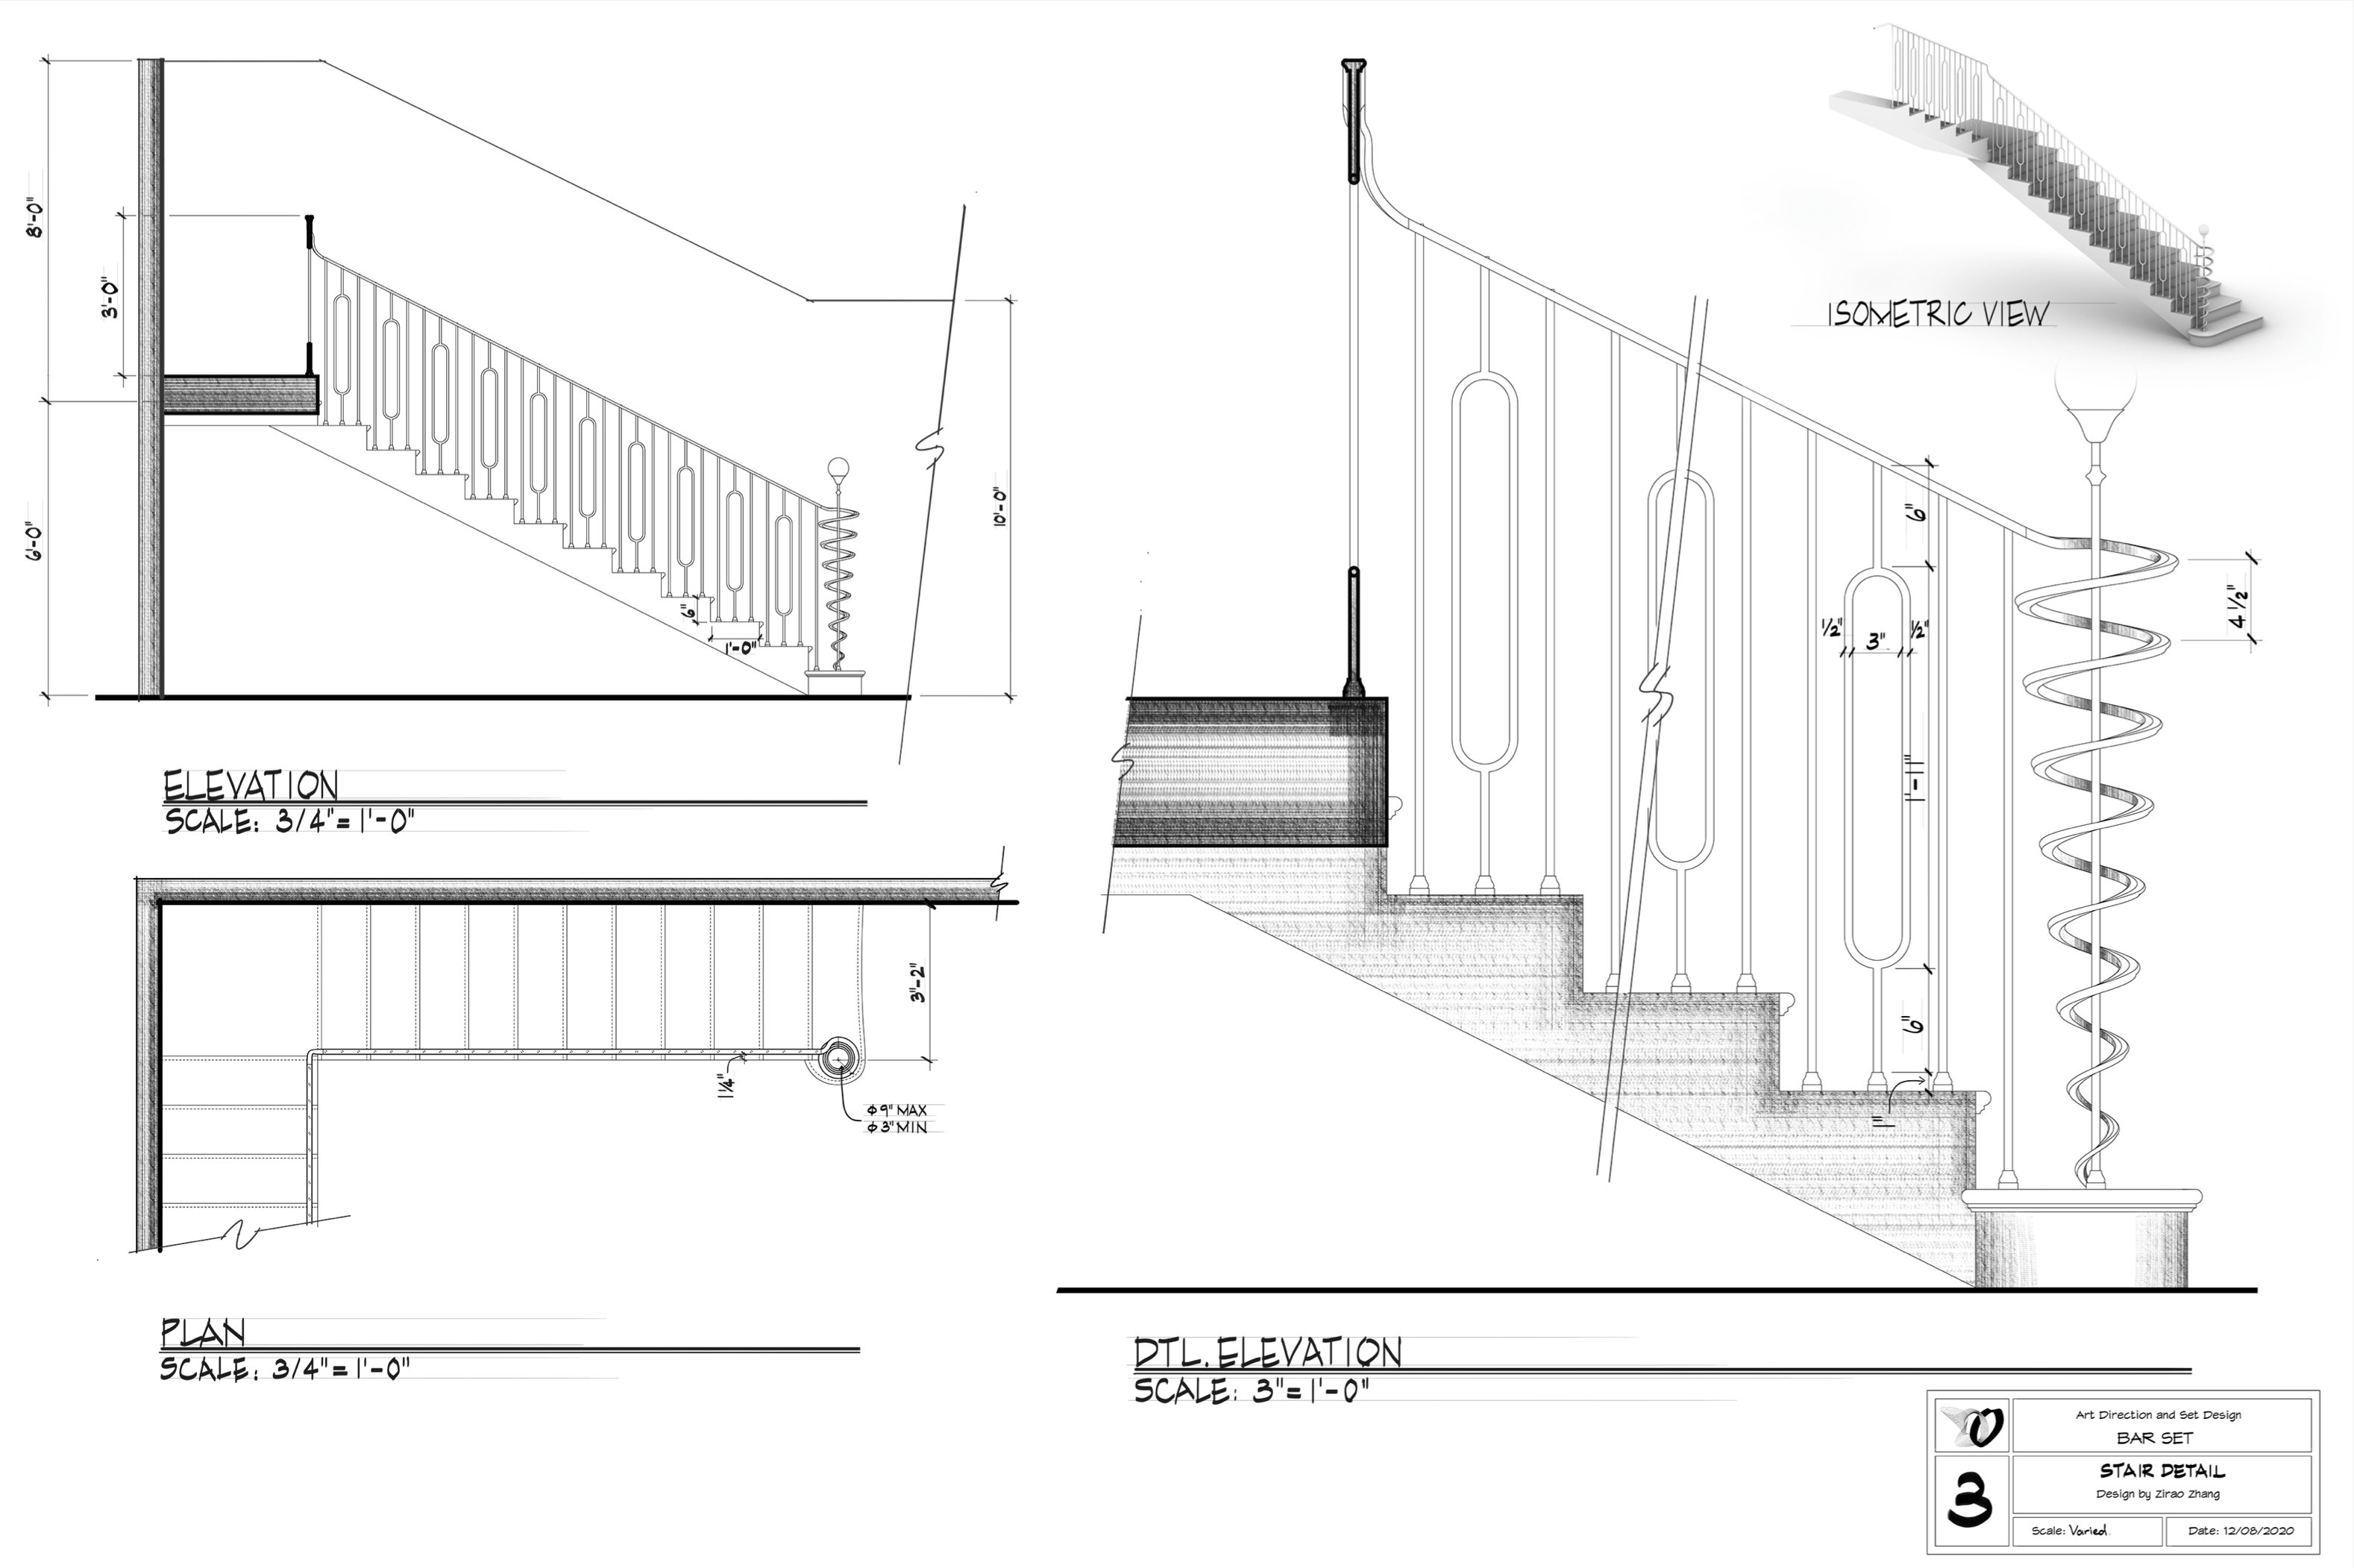 8'-0"
3'-0"
6'-0"
6"
1'-0"
10'-0"
ELEVATION
SCALE: 3/4"=1'-0"
3'-2"
1¼"
φ9" MAX
φ3" MIN
PLAN
SCALE: 3/4"=1'-0"
ISOMETRIC VIEW
6"
½"
3"
½"
4 ½"
1'-11"
6"
1"
DTL. ELEVATION
SCALE: 3"=1'-0"
Art Direction and Set Design
BAR SET
3
STAIR DETAIL
Design by Zirao Zhang
Scale: Varied.
Date: 12/08/2020